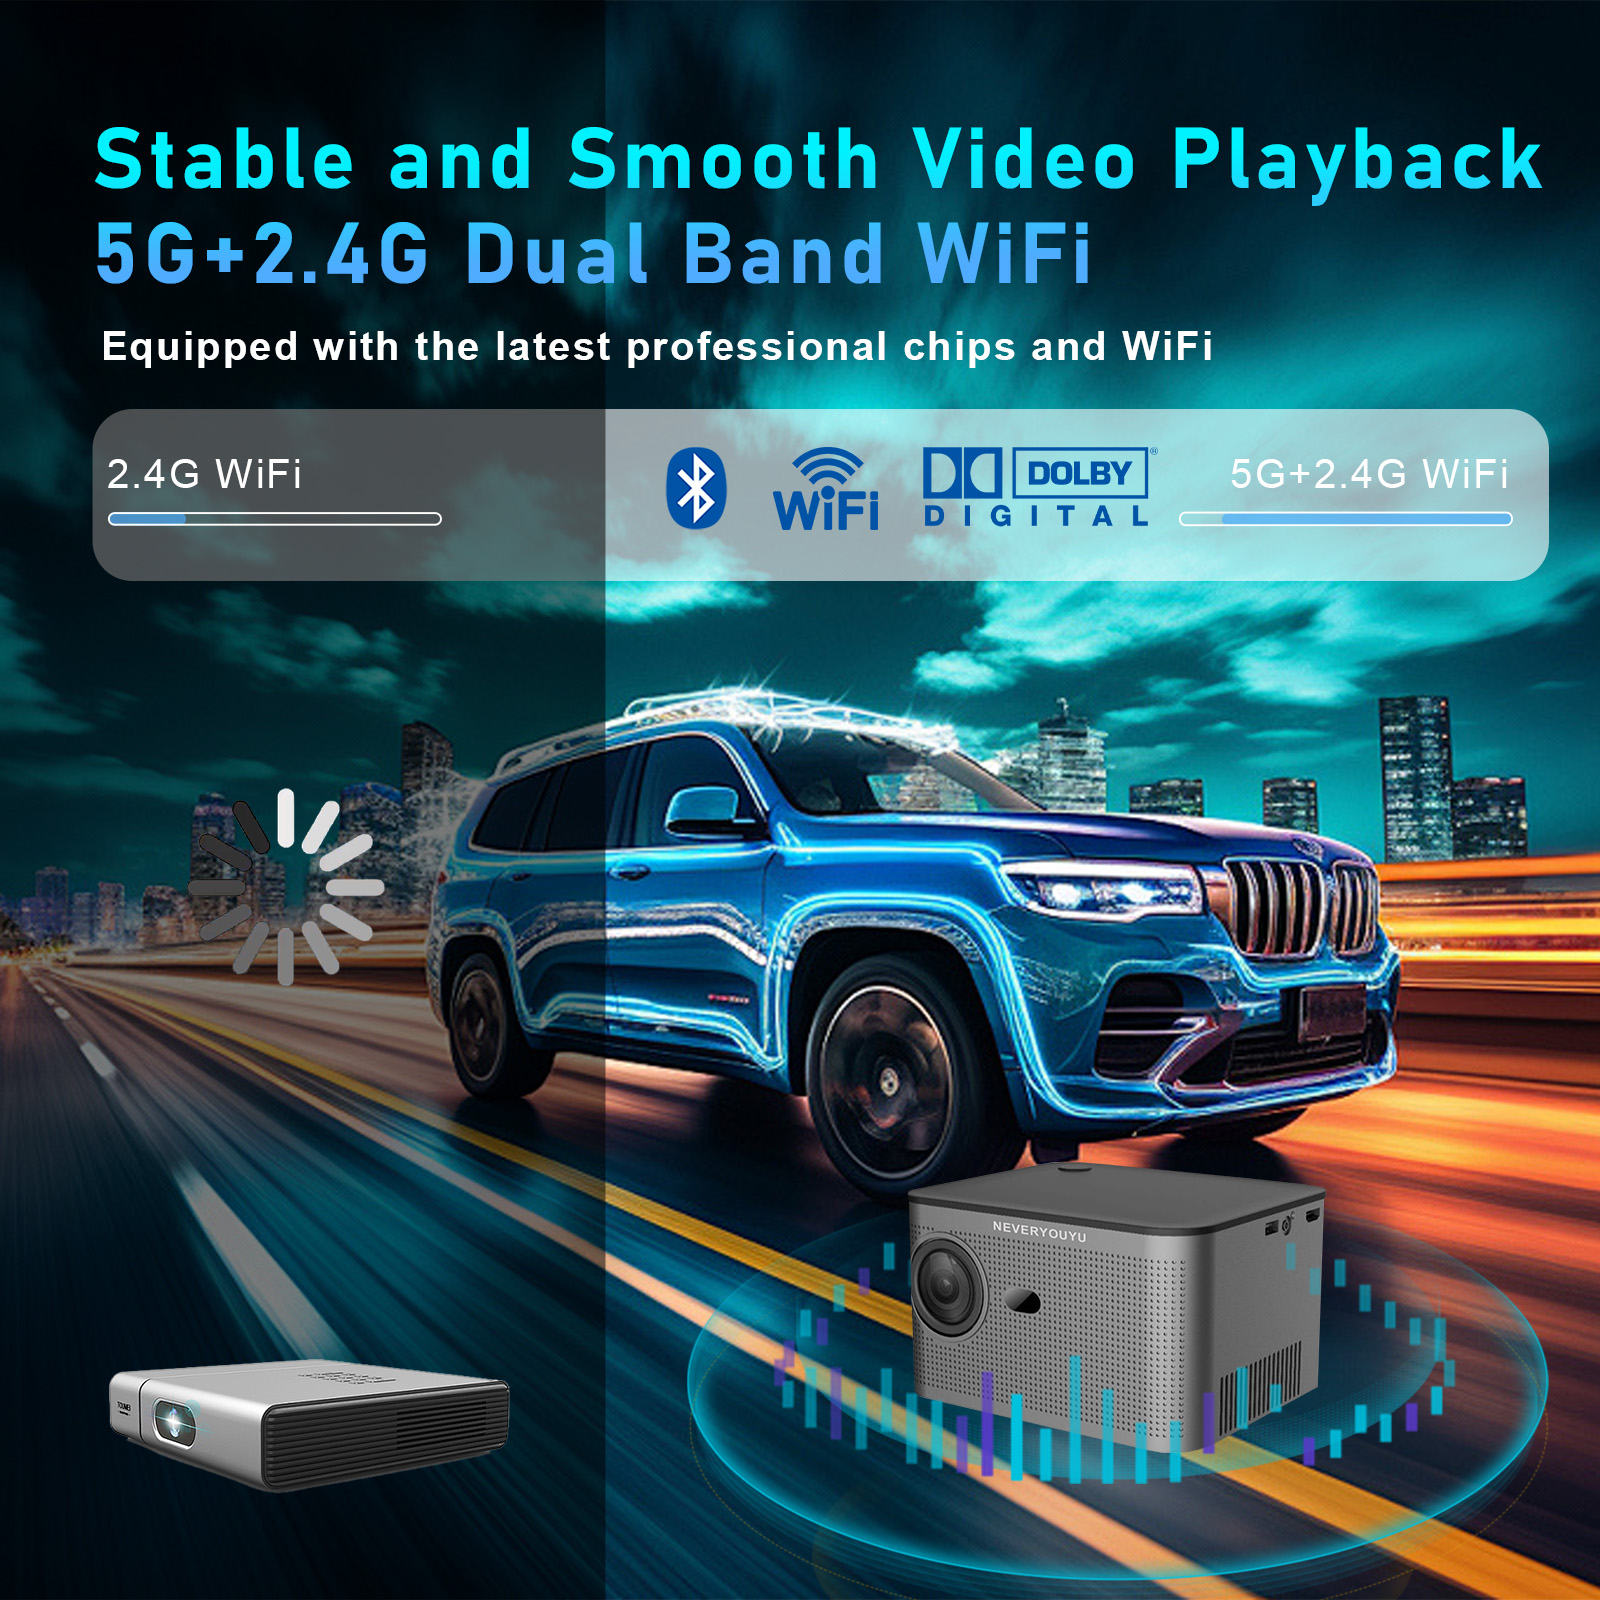 Stable and Smooth Video Playback
5G+2.4G Dual Band WiFi
Equipped with the latest professional chips and WiFi
2.4G WiFi
WiFi
DOLBY®
DIGITAL
5G+2.4G WiFi
NEVERYOUYU
TOUMEI